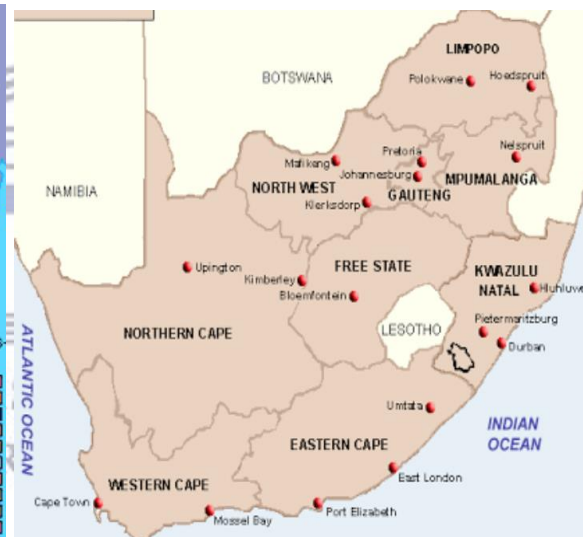 LIMPOPO
BOTSWANA
Polokwane
Hoedspruit
Mafikeng
Pretoria
Nelspruit
Johannesburg
MPUMALANGA
NORTH WEST
GAUTENG
NAMIBIA
Klerksdorp
Upington
Kimberley
FREE STATE
KWAZULU
NATAL
Hluhluwe
Bloemfontein
Pietermaritzburg
LESOTHO
NORTHERN CAPE
Durban
ATLANTIC OCEAN
Umtata
INDIAN
OCEAN
EASTERN CAPE
East London
WESTERN CAPE
Cape Town
Mossel Bay
Port Elizabeth